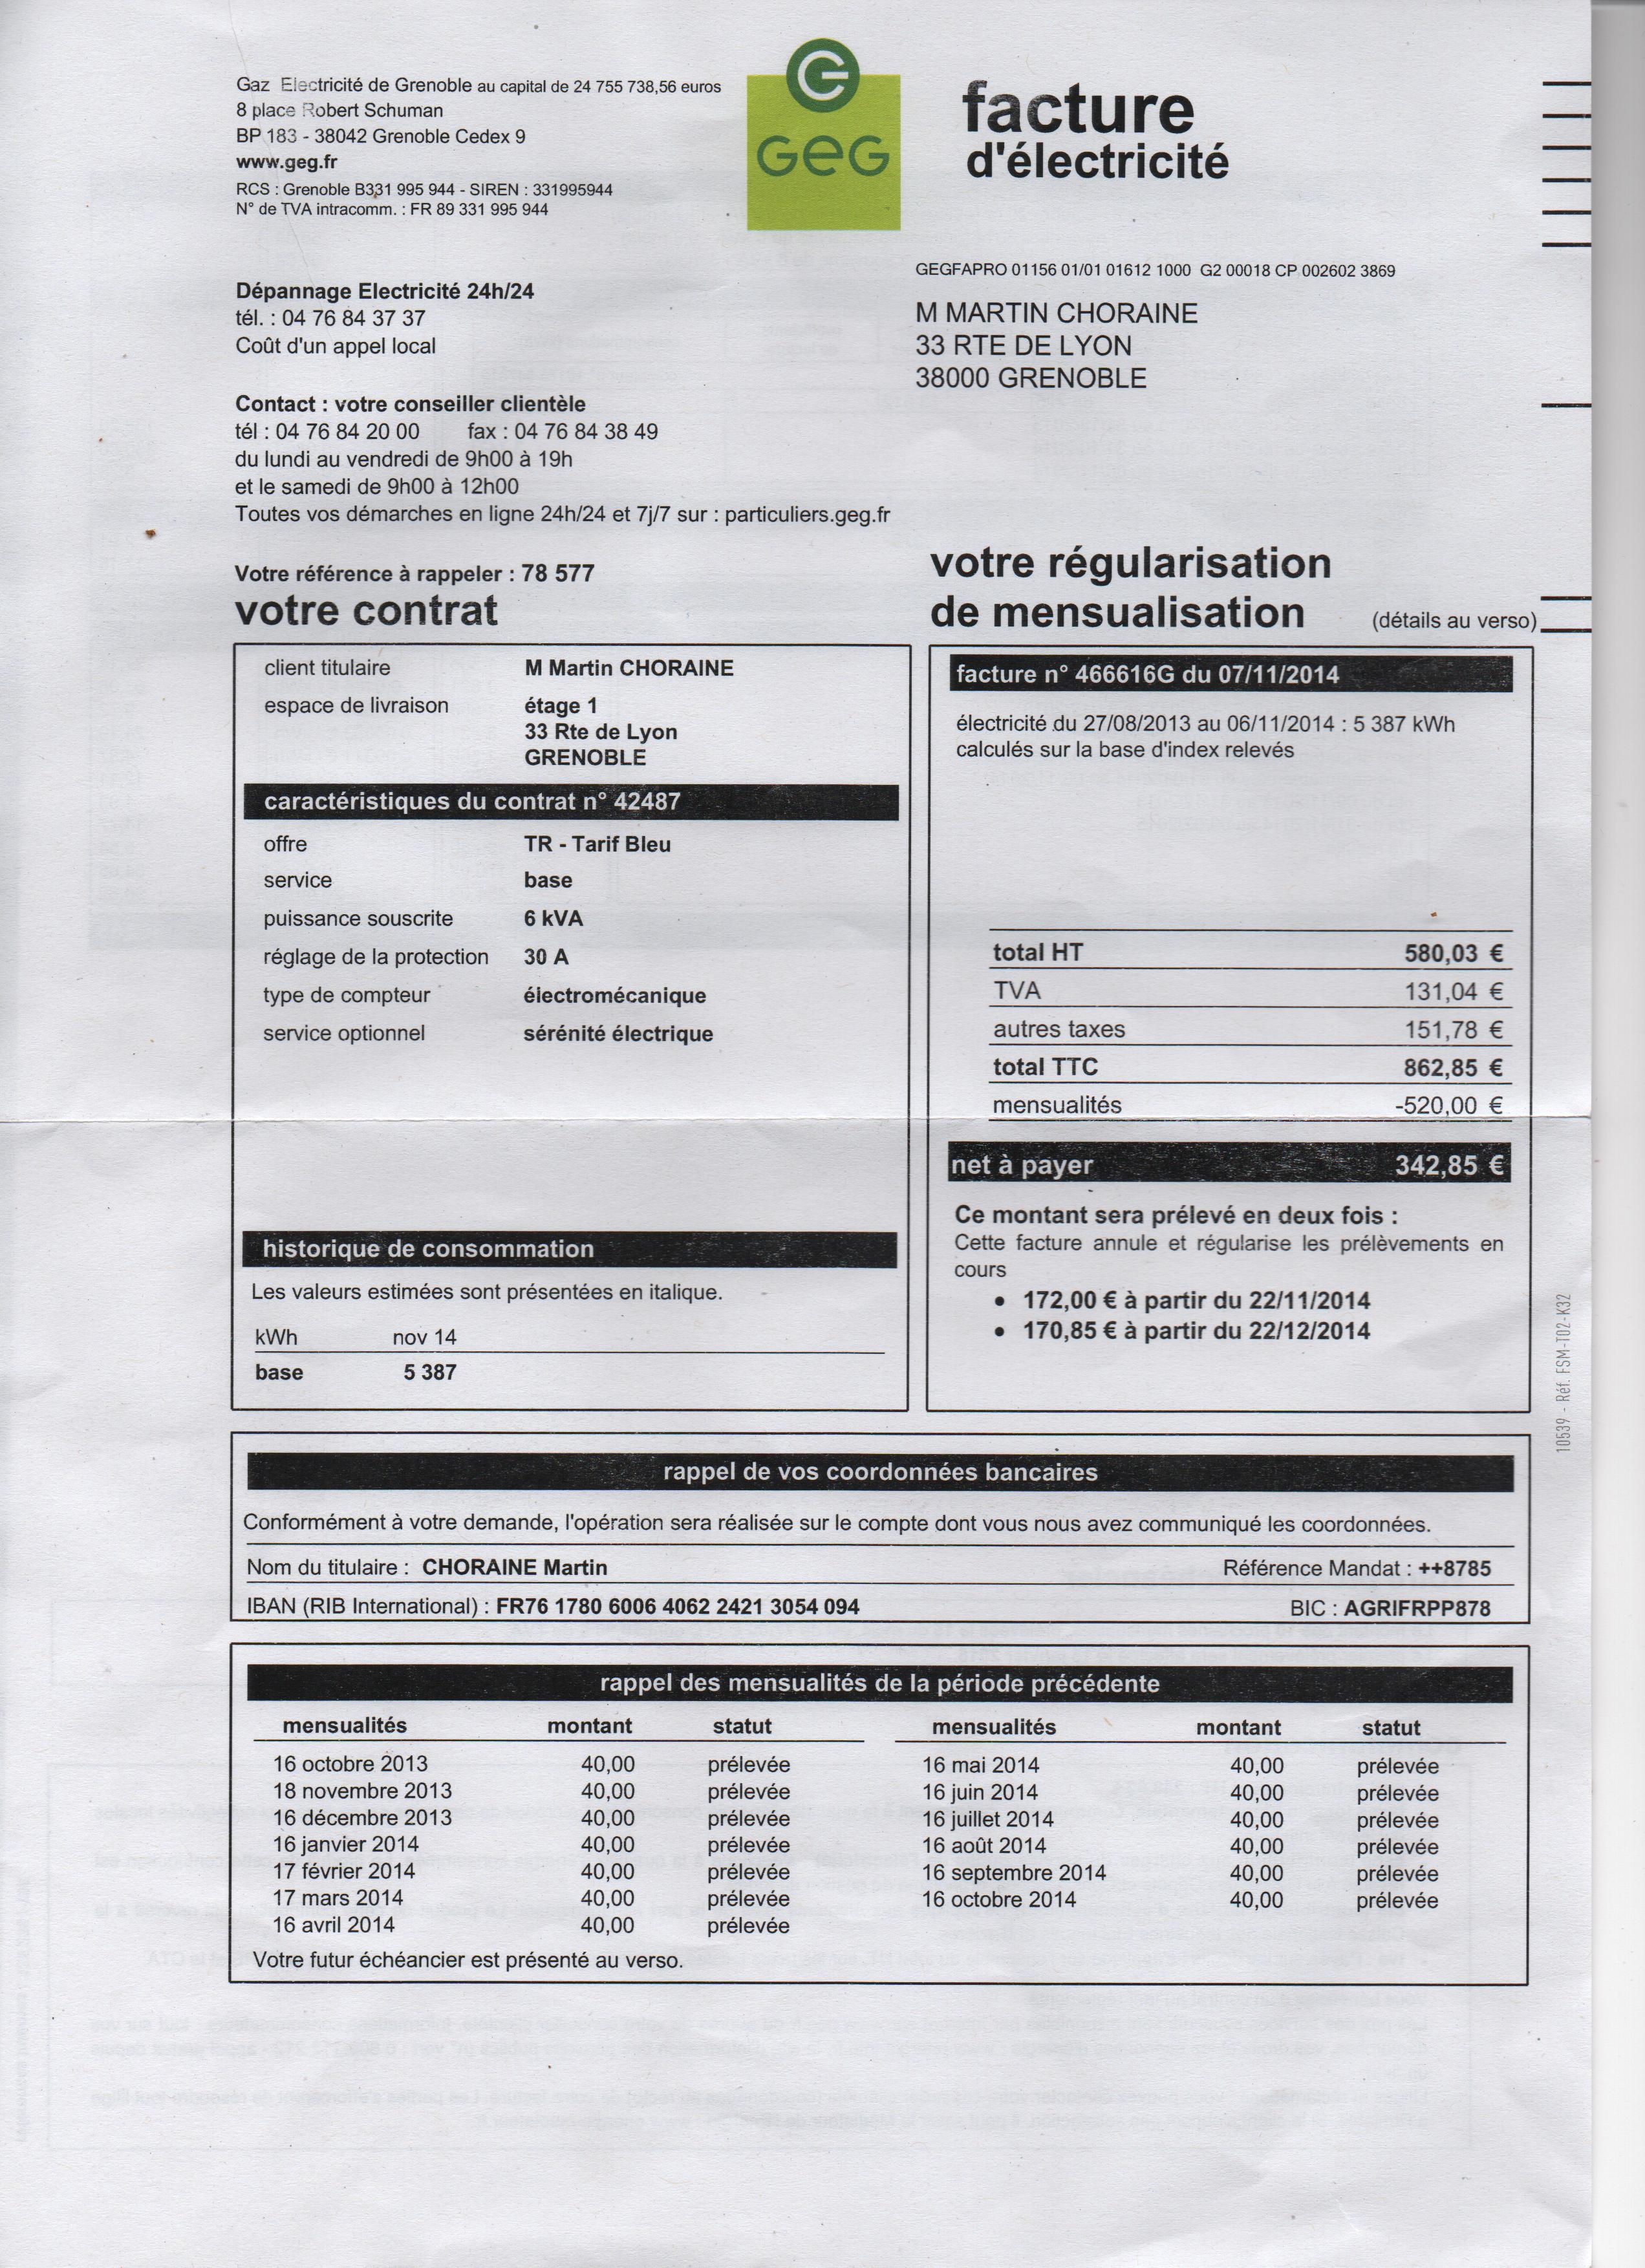 Gaz Electricité de Grenoble au capital de 24 755 738,56 euros
8 place Robert Schuman
BP 183 - 38042 Grenoble Cedex 9
www.geg.fr
RCS : Grenoble B331 995 944 - SIREN : 331995944
N° de TVA intracomm. : FR 89 331 995 944
GEG
facture
d'électricité
Dépannage Electricité 24h/24
tél. : 04 76 84 37 37
Coût d'un appel local
GEGFAPRO 01156 01/01 01612 1000 G2 00018 CP 002602 3869
M MARTIN CHORAINE
33 RTE DE LYON
38000 GRENOBLE
Contact : votre conseiller clientèle
tél : 04 76 84 20 00 fax : 04 76 84 38 49
du lundi au vendredi de 9h00 à 19h
et le samedi de 9h00 à 12h00
Toutes vos démarches en ligne 24h/24 et 7j/7 sur : particuliers.geg.fr
Votre référence à rappeler : 78 577
votre contrat
client titulaire M Martin CHORAINE
espace de livraison étage 1
33 Rte de Lyon
GRENOBLE
caractéristiques du contrat n° 42487
offre TR - Tarif Bleu
service base
puissance souscrite 6 kVA
réglage de la protection 30 A
type de compteur électromécanique
service optionnel sérénité électrique
historique de consommation
Les valeurs estimées sont présentées en italique.
kWh nov 14
base 5 387
votre régularisation
de mensualisation (détails au verso)
facture n° 466616G du 07/11/2014
électricité du 27/08/2013 au 06/11/2014 : 5 387 kWh
calculés sur la base d'index relevés
total HT 580,03 €
TVA 131,04 €
autres taxes 151,78 €
total TTC 862,85 €
mensualités -520,00 €
net à payer 342,85 €
Ce montant sera prélevé en deux fois :
Cette facture annule et régularise les prélèvements en
cours
• 172,00 € à partir du 22/11/2014
• 170,85 € à partir du 22/12/2014
10539 - Réf. FSM-T02-K32
rappel de vos coordonnées bancaires
Conformément à votre demande, l'opération sera réalisée sur le compte dont vous nous avez communiqué les coordonnées.
Nom du titulaire : CHORAINE Martin Référence Mandat : ++8785
IBAN (RIB International) : FR76 1780 6006 4062 2421 3054 094 BIC : AGRIFRPP878
rappel des mensualités de la période précédente
mensualités montant statut mensualités montant statut
16 octobre 2013 40,00 prélevée 16 mai 2014 40,00 prélevée
18 novembre 2013 40,00 prélevée 16 juin 2014 40,00 prélevée
16 décembre 2013 40,00 prélevée 16 juillet 2014 40,00 prélevée
16 janvier 2014 40,00 prélevée 16 août 2014 40,00 prélevée
17 février 2014 40,00 prélevée 16 septembre 2014 40,00 prélevée
17 mars 2014 40,00 prélevée 16 octobre 2014 40,00 prélevée
16 avril 2014 40,00 prélevée
Votre futur échéancier est présenté au verso.